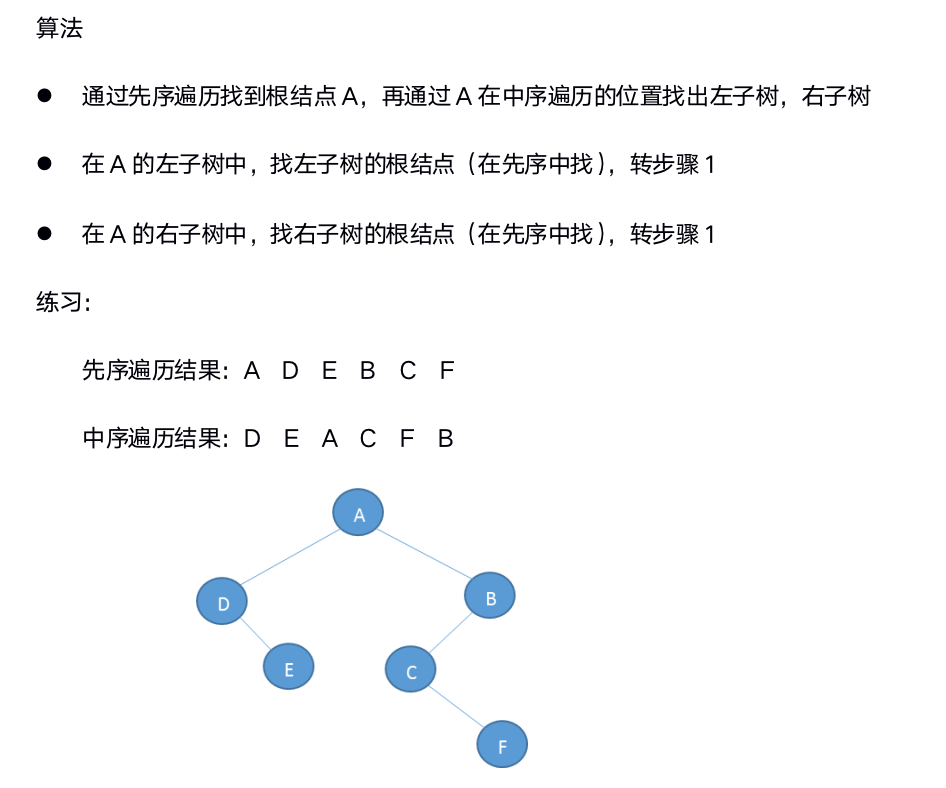 算法
● 通过先序遍历找到根结点 A，再通过 A 在中序遍历的位置找出左子树，右子树
● 在 A 的左子树中，找左子树的根结点（在先序中找），转步骤 1
● 在 A 的右子树中，找右子树的根结点（在先序中找），转步骤 1
练习：
先序遍历结果：A D E B C F
中序遍历结果：D E A C F B
A
D
B
E
C
F